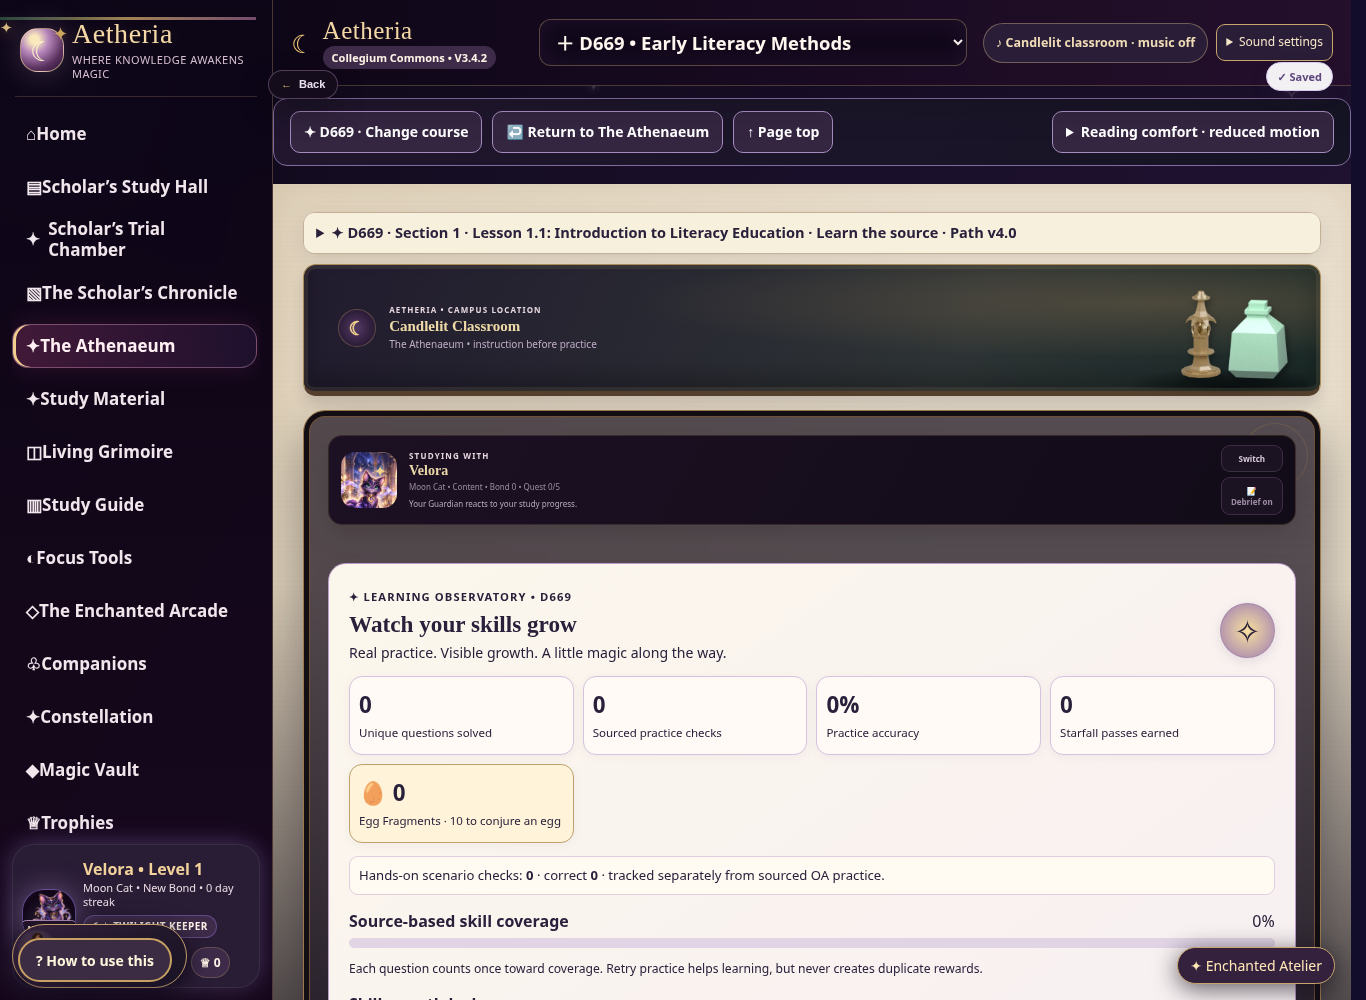 Aetheria
WHERE KNOWLEDGE AWAKENS
MAGIC
Home
Scholar’s Study Hall
Scholar’s Trial
Chamber
The Scholar’s Chronicle
The Athenaeum
Study Material
Living Grimoire
Study Guide
Focus Tools
The Enchanted Arcade
Companions
Constellation
Magic Vault
Trophies
Velora • Level 1
Moon Cat • New Bond • 0 day
streak
KEEPER
? How to use this
♕ 0
Aetheria
Collegium Commons • V3.4.2
+ D669 • Early Literacy Methods
♪ Candlelit classroom · music off
▶ Sound settings
✓ Saved
← Back
✦ D669 · Change course
↩ Return to The Athenaeum
↑ Page top
▶ Reading comfort · reduced motion
▶ ✦ D669 · Section 1 · Lesson 1.1: Introduction to Literacy Education · Learn the source · Path v4.0
AETHERIA • CAMPUS LOCATION
Candlelit Classroom
The Athenaeum • instruction before practice
STUDYING WITH
Velora
Moon Cat • Content • Bond 0 • Quest 0/5
Your Guardian reacts to your study progress.
Switch
Debrief on
✦ LEARNING OBSERVATORY • D669
Watch your skills grow
Real practice. Visible growth. A little magic along the way.
0
Unique questions solved
0
Sourced practice checks
0%
Practice accuracy
0
Starfall passes earned
0
Egg Fragments · 10 to conjure an egg
Hands-on scenario checks: 0 · correct 0 · tracked separately from sourced OA practice.
Source-based skill coverage
0%
Each question counts once toward coverage. Retry practice helps learning, but never creates duplicate rewards.
✦ Enchanted Atelier